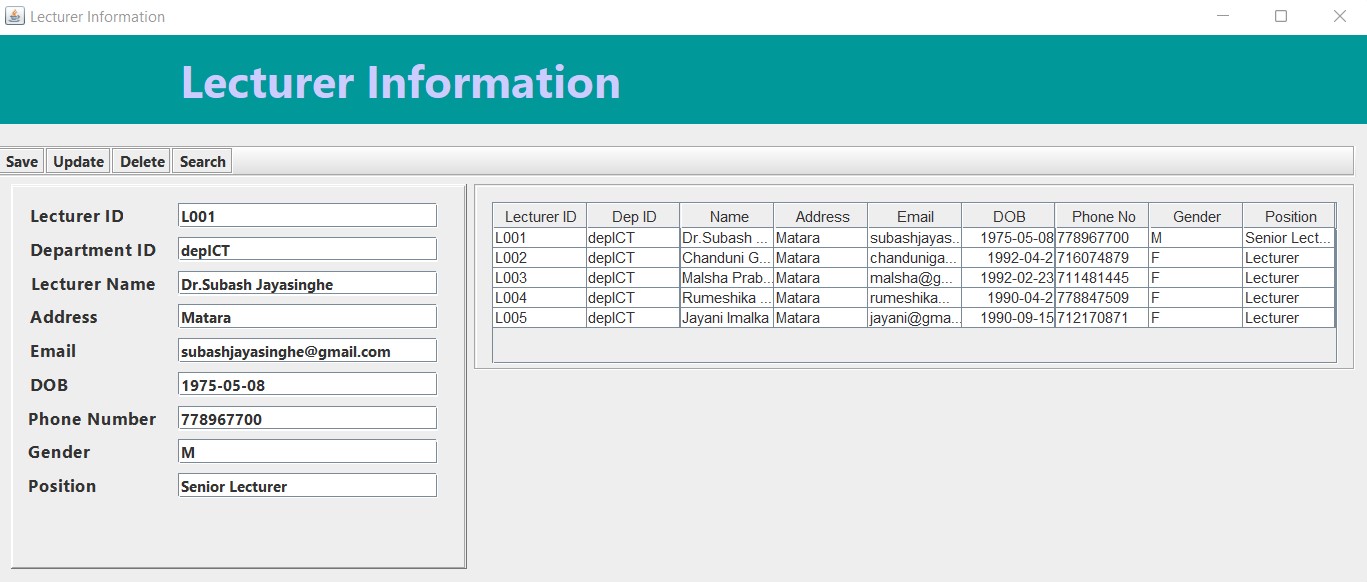 Lecturer Information
Lecturer Information
Save Update Delete Search
Lecturer ID L001
Department ID depICT
Lecturer Name Dr.Subash Jayasinghe
Address Matara
Email subashjayasinghe@gmail.com
DOB 1975-05-08
Phone Number 778967700
Gender M
Position Senior Lecturer
Lecturer ID Dep ID Name Address Email DOB Phone No Gender Position
L001 depICT Dr.Subash ... Matara subashjayas... 1975-05-08 778967700 M Senior Lect...
L002 depICT Chanduni G... Matara chanduniga... 1992-04-2 716074879 F Lecturer
L003 depICT Malsha Prab... Matara malsha@g... 1992-02-23 711481445 F Lecturer
L004 depICT Rumeshika ... Matara rumeshika... 1990-04-2 778847509 F Lecturer
L005 depICT Jayani Imalka Matara jayani@gma... 1990-09-15 712170871 F Lecturer